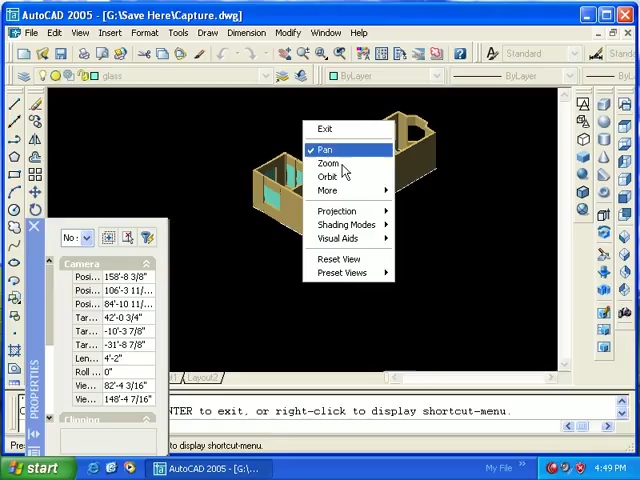 AutoCAD 2005 - [G:\Save Here\Capture.dwg]
File Edit View Insert Format Tools Draw Dimension Modify Window Help
Standard
glass
ByLayer
ByLayer
Exit
Pan
Zoom
Orbit
More
Projection
Shading Modes
Visual Aids
Reset View
Preset Views
No:
Camera
Posi... 158'-8 3/8"
Posi... 106'-3 11/...
Posi... 84'-10 11/...
Tar... 42'-0 3/4"
Tar... -10'-3 7/8"
Tar... -31'-8 7/8"
Len... 4'-2"
Roll ... 0"
Vie... 82'-4 3/16"
Vie... 148'-4 7/16"
Clipping
PROPERTIES
Layout2
ENTER to exit, or right-click to display shortcut-menu.
to display shortcut-menu.
start
AutoCAD 2005 - [G:\...
My File
4:49 PM